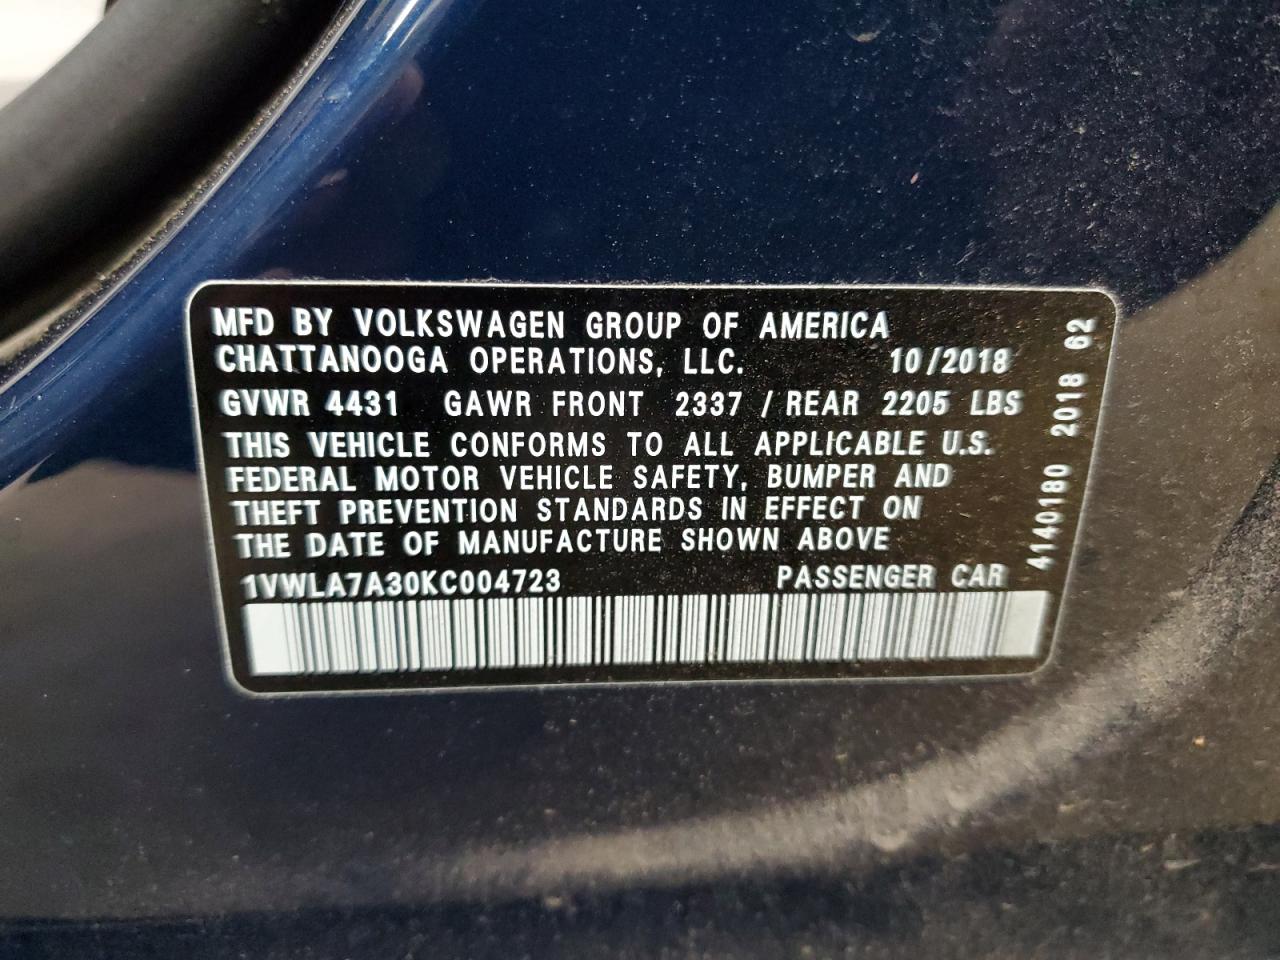 MFD BY VOLKSWAGEN GROUP OF AMERICA
CHATTANOOGA OPERATIONS, LLC. 10/2018
GVWR 4431 GAWR FRONT 2337 / REAR 2205 LBS
THIS VEHICLE CONFORMS TO ALL APPLICABLE U.S.
FEDERAL MOTOR VEHICLE SAFETY, BUMPER AND
THEFT PREVENTION STANDARDS IN EFFECT ON
THE DATE OF MANUFACTURE SHOWN ABOVE
1VWLA7A30KC004723 PASSENGER CAR
4140180 2018 62